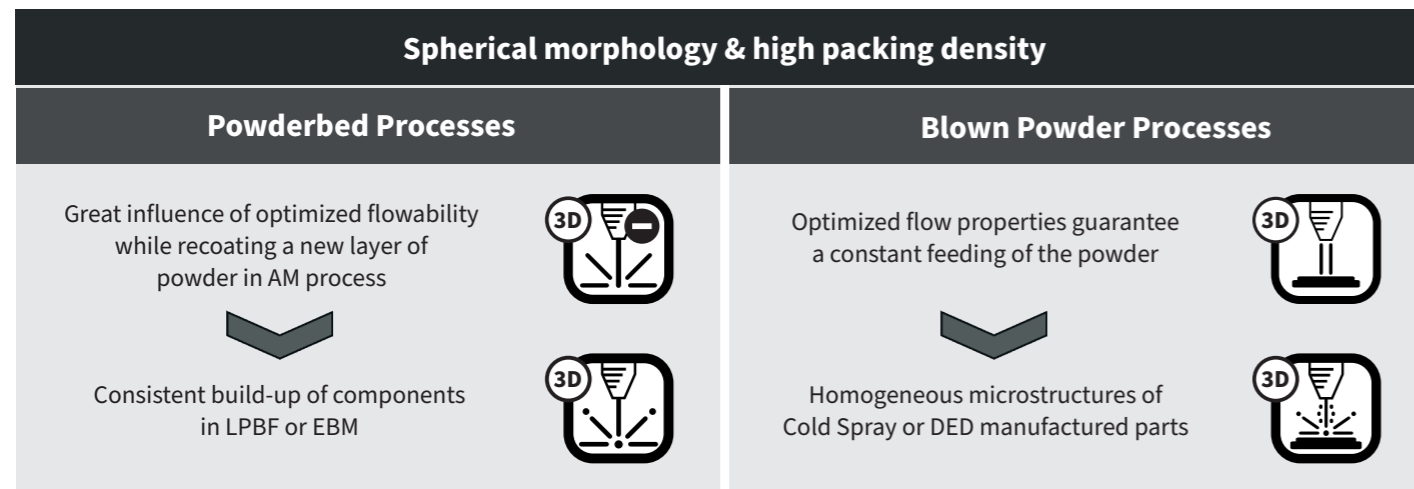 Spherical morphology & high packing density
Powderbed Processes
Great influence of optimized flowability
while recoating a new layer of
powder in AM process
3D
Consistent build-up of components
in LPBF or EBM
3D
Blown Powder Processes
Optimized flow properties guarantee
a constant feeding of the powder
3D
Homogeneous microstructures of
Cold Spray or DED manufactured parts
3D